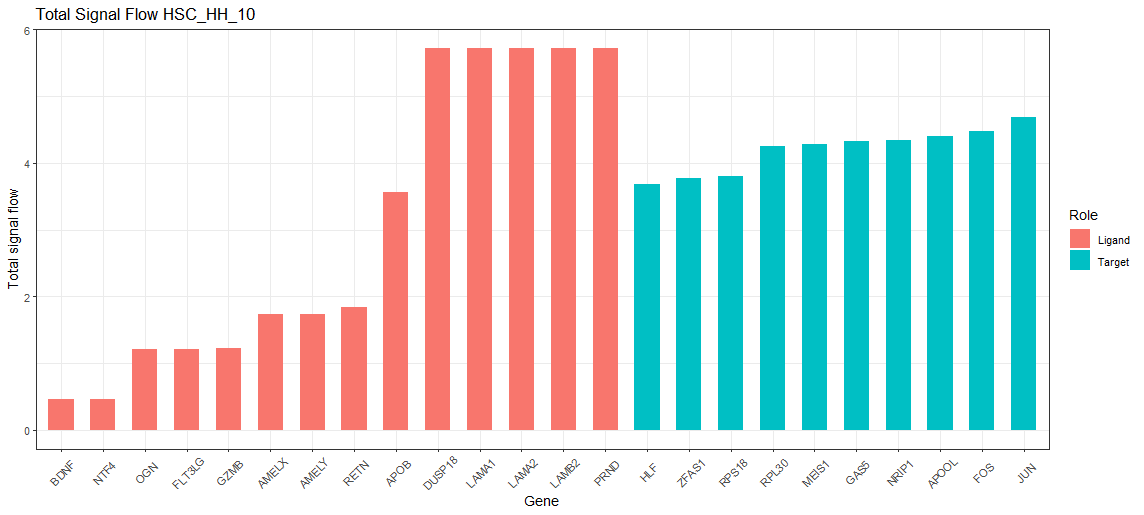 Total Signal Flow HSC_HH_10
Total signal flow
6
4
2
0
BDNF
NTF4
OGN
FLT3LG
GZMB
AMELX
AMELY
RETN
APOB
DUSP18
LAMA1
LAMA2
LAMB2
PRND
HLF
ZFAS1
RPS18
RPL30
MEIS1
GAS5
NRIP1
APOOL
FOS
JUN
Gene
Role
Ligand
Target